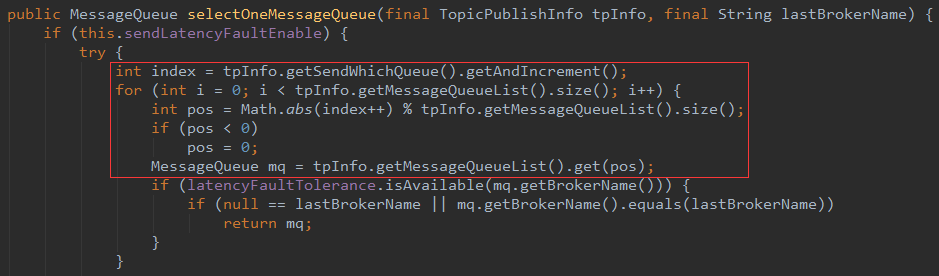 public MessageQueue selectOneMessageQueue(final TopicPublishInfo tpInfo, final String lastBrokerName) {
if (this.sendLatencyFaultEnable) {
try {
int index = tpInfo.getSendWhichQueue().getAndIncrement();
for (int i = 0; i < tpInfo.getMessageQueueList().size(); i++) {
int pos = Math.abs(index++) % tpInfo.getMessageQueueList().size();
if (pos < 0)
pos = 0;
MessageQueue mq = tpInfo.getMessageQueueList().get(pos);
if (latencyFaultTolerance.isAvailable(mq.getBrokerName())) {
if (null == lastBrokerName || mq.getBrokerName().equals(lastBrokerName))
return mq;
}
}